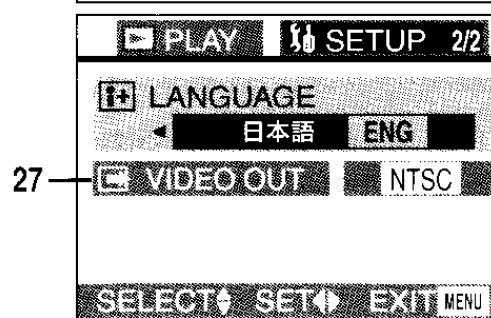 PLAY SETUP 2/2
LANGUAGE
日本語 ENG
27 VIDEO OUT NTSC
SELECT SET EXIT MENU